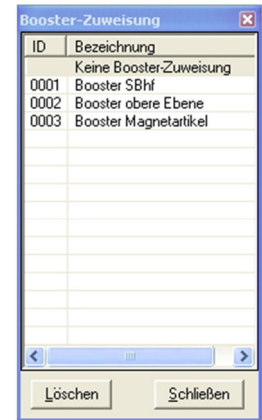 Booster-Zuweisung
ID Bezeichnung
Keine Booster-Zuweisung
0001 Booster SBhf
0002 Booster obere Ebene
0003 Booster Magnetartikel
Löschen Schließen